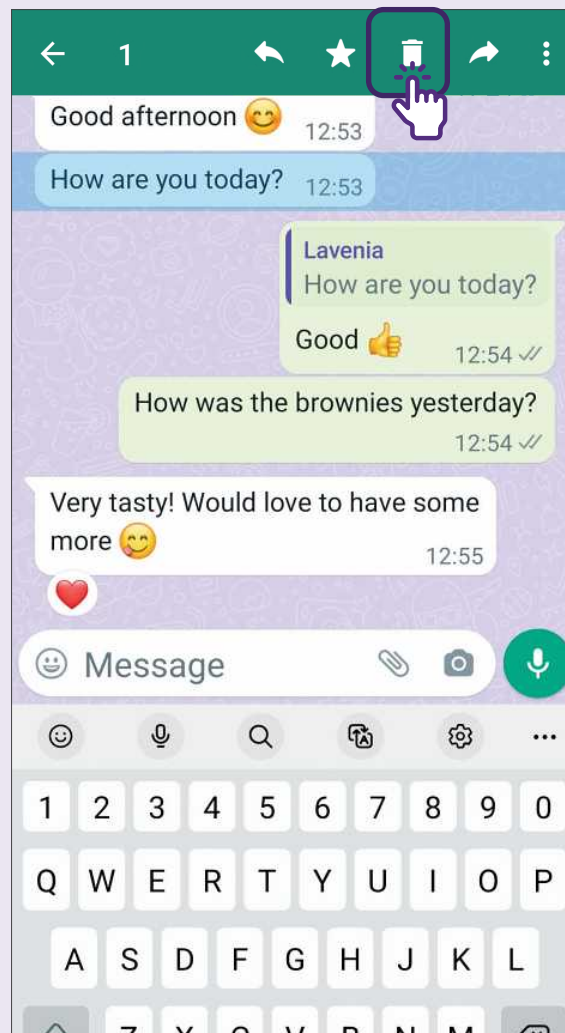 1
Good afternoon 😊 12:53
How are you today? 12:53
Lavenia
How are you today?
Good 👍 12:54
How was the brownies yesterday?
12:54
Very tasty! Would love to have some
more 😋 12:55
Message
1 2 3 4 5 6 7 8 9 0
Q W E R T Y U I O P
A S D F G H J K L
Z X C V B N M